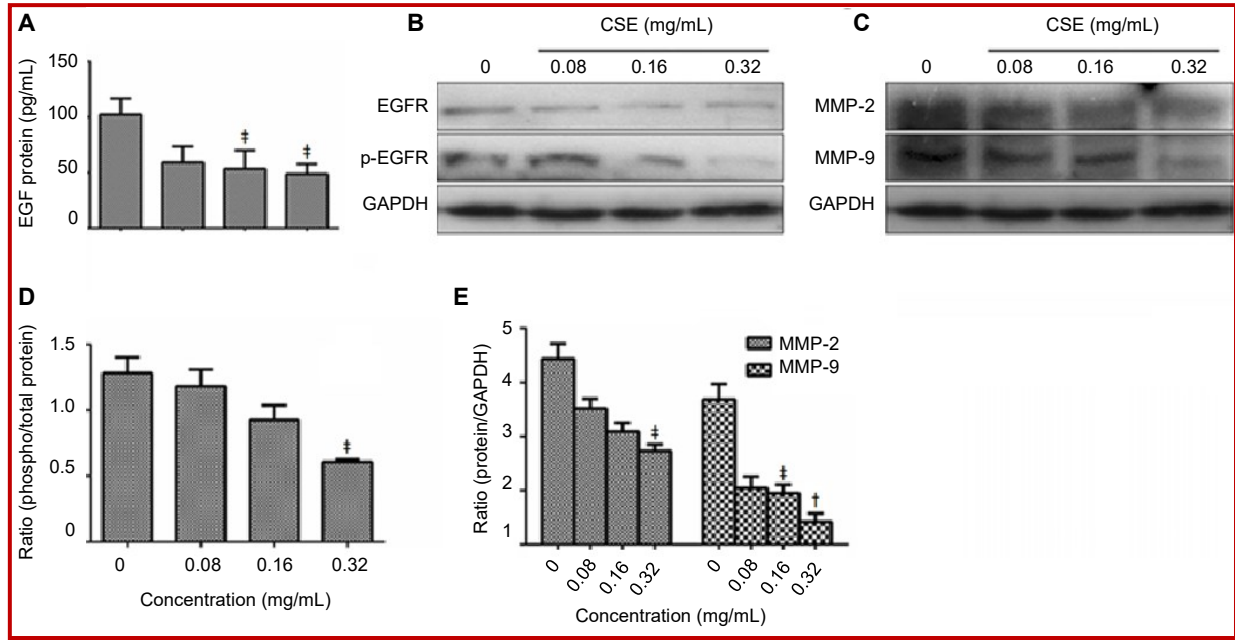 A
EGF protein (pg/mL)
150
100
50
0
‡
‡
B
CSE (mg/mL)
0 0.08 0.16 0.32
EGFR
p-EGFR
GAPDH
C
CSE (mg/mL)
0 0.08 0.16 0.32
MMP-2
MMP-9
GAPDH
D
Ratio (phospho/total protein)
1.5
1.0
0.5
0
‡
0 0.08 0.16 0.32
Concentration (mg/mL)
E
Ratio (protein/GAPDH)
5
4
3
2
1
MMP-2
MMP-9
‡
‡
†
0 0.08 0.16 0.32 0 0.08 0.16 0.32
Concentration (mg/mL)